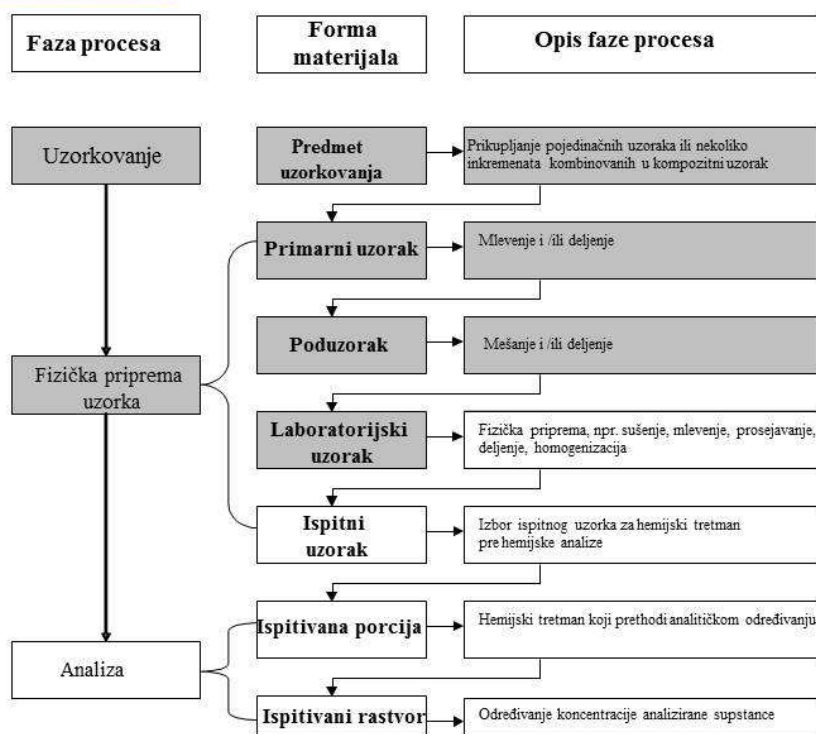 Faza procesa
Forma
materijala
Opis faze procesa
Uzorkovanje
Predmet
uzorkovanja
Prikupljanje pojedinačnih uzoraka ili nekoliko
inkremenata kombinovanih u kompozitni uzorak
Primarni uzorak
Mlevenje i /ili deljenje
Poduzorak
Mešanje i /ili deljenje
Fizička priprema
uzorka
Laboratorijski
uzorak
Fizička priprema, npr. sušenje, mlevenje, prosejavanje,
deljenje, homogenizacija
Ispitni
uzorak
Izbor ispitnog uzorka za hemijski tretman
pre hemijske analize
Ispitivana porcija
Hemijski tretman koji prethodi analitičkom određivanju
Analiza
Ispitivani rastvor
Određivanje koncentracije analizirane supstance